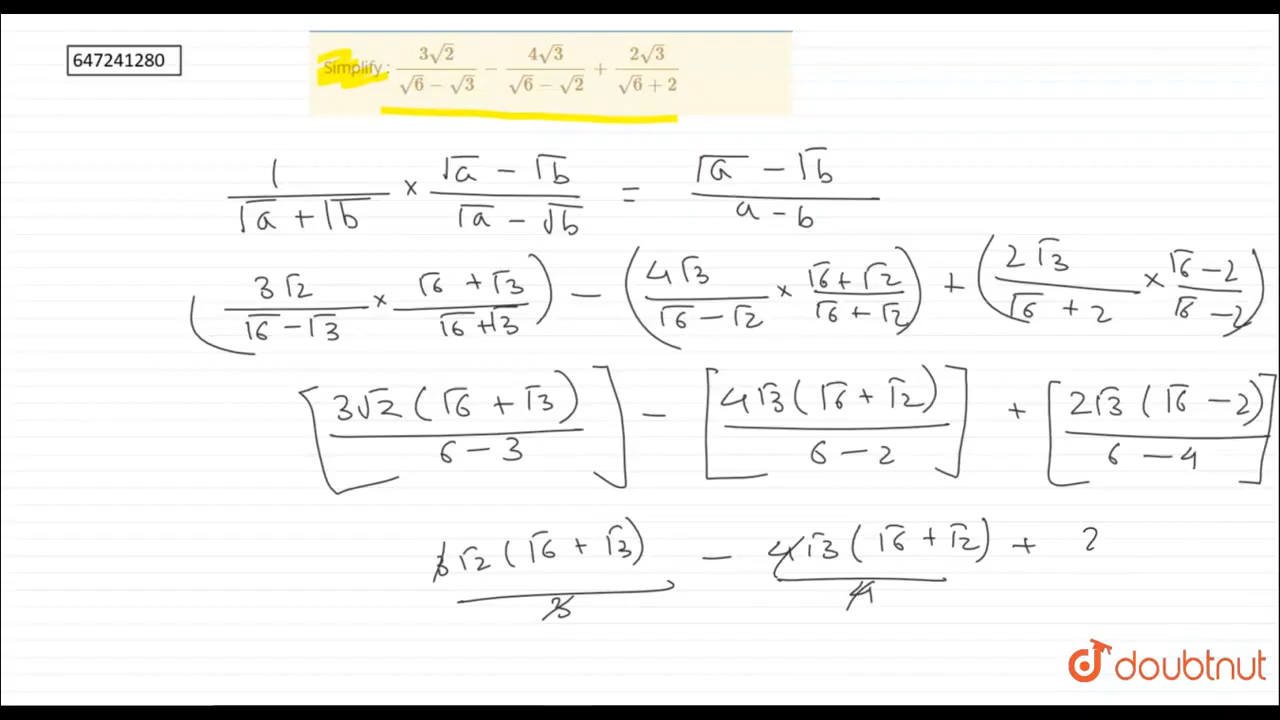 647241280
Simplify : 3√2/(√6 − √3) − 4√3/(√6 − √2) + 2√3/(√6 + 2)
1/(√a + √b) × (√a − √b)/(√a − √b) = (√a − √b)/(a − b)
(3√2/(√6 − √3) × (√6 + √3)/(√6 + √3)) − (4√3/(√6 − √2) × (√6 + √2)/(√6 + √2)) + (2√3/(√6 + 2) × (√6 − 2)/(√6 − 2))
[3√2(√6 + √3)/(6 − 3)] − [4√3(√6 + √2)/(6 − 2)] + [2√3(√6 − 2)/(6 − 4)]
3√2(√6 + √3)/3 − 4√3(√6 + √2)/4 + 2
doubtnut